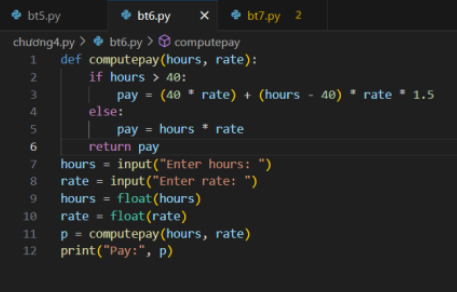 bt5.py bt6.py × bt7.py 2
chương4.py > bt6.py > computepay
1 def computepay(hours, rate):
2     if hours > 40:
3         pay = (40 * rate) + (hours - 40) * rate * 1.5
4     else:
5         pay = hours * rate
6     return pay
7 hours = input("Enter hours: ")
8 rate = input("Enter rate: ")
9 hours = float(hours)
10 rate = float(rate)
11 p = computepay(hours, rate)
12 print("Pay:", p)